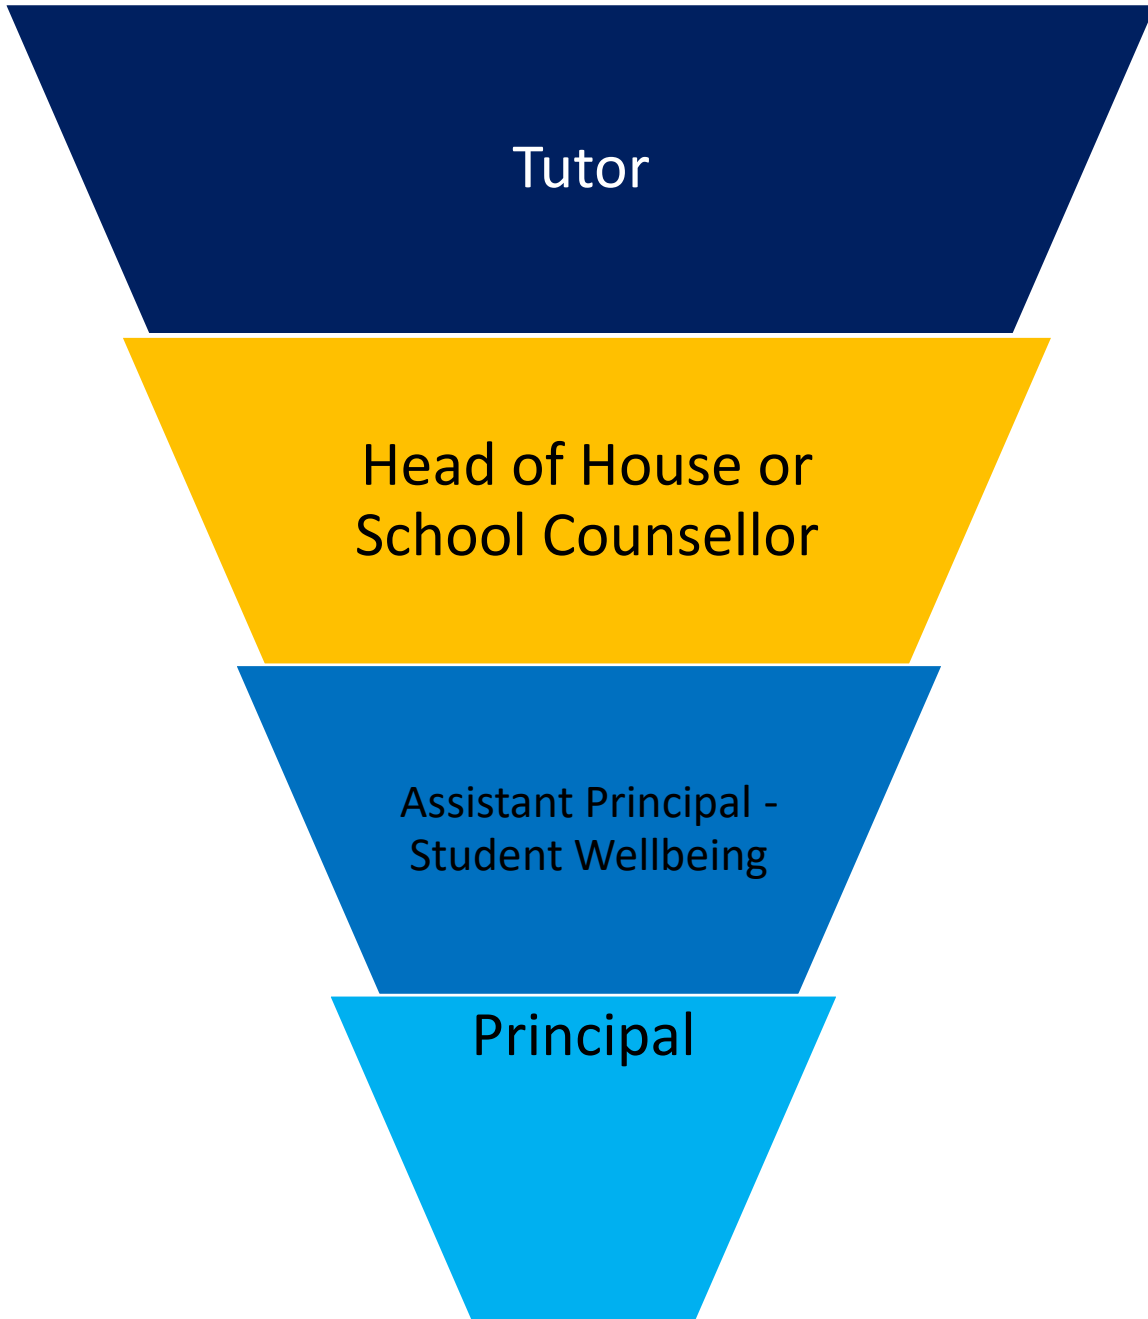 Tutor
Head of House or
School Counsellor
Assistant Principal -
Student Wellbeing
Principal